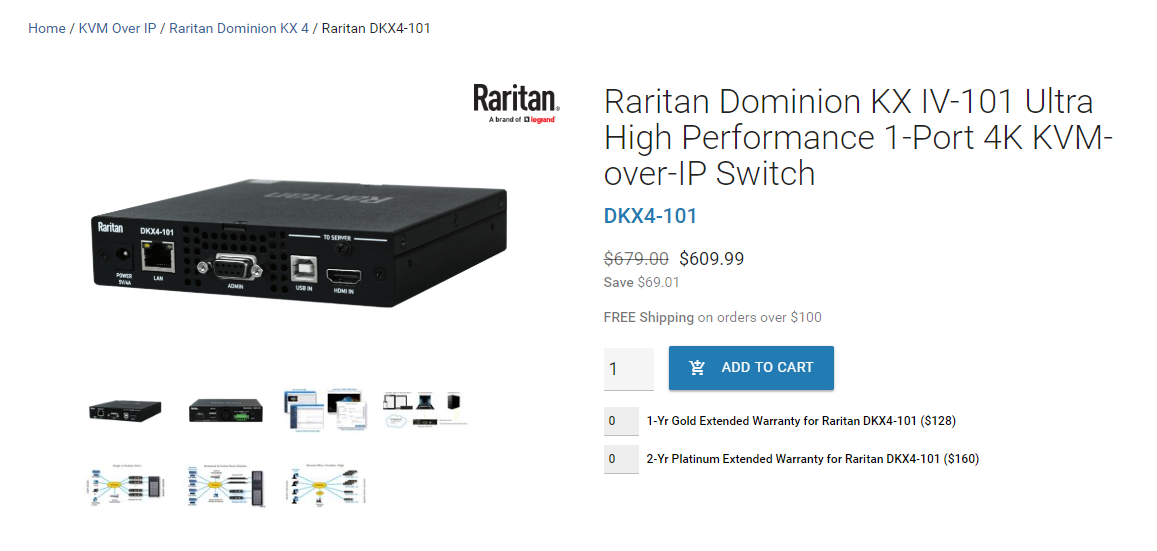 Home / KVM Over IP / Raritan Dominion KX 4 / Raritan DKX4-101
Raritan.
A brand of legrand
Raritan
DKX4-101
TO SERVER
POWER
5V/4A
LAN
ADMIN
USB IN
HDMI IN
Raritan
Raritan Dominion KX IV-101 Ultra
High Performance 1-Port 4K KVM-
over-IP Switch
DKX4-101
$679.00 $609.99
Save $69.01
FREE Shipping on orders over $100
1
ADD TO CART
0 1-Yr Gold Extended Warranty for Raritan DKX4-101 ($128)
0 2-Yr Platinum Extended Warranty for Raritan DKX4-101 ($160)